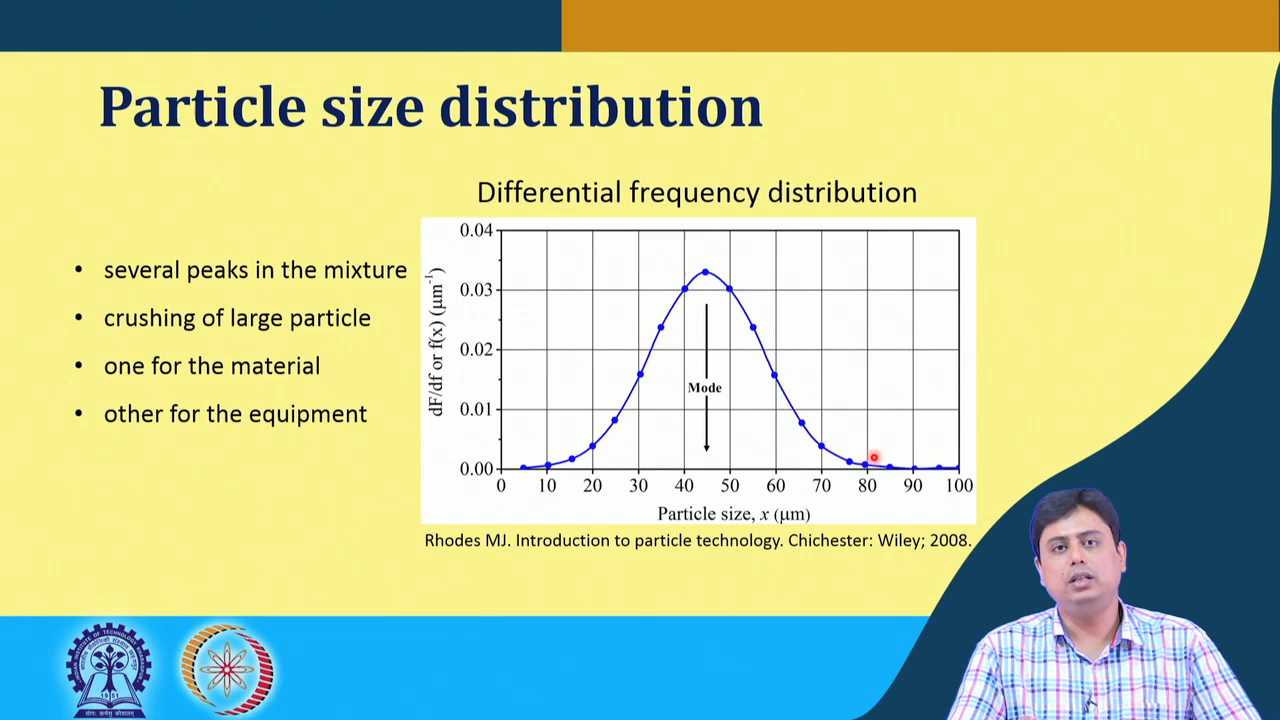 Particle size distribution
Differential frequency distribution
• several peaks in the mixture
• crushing of large particle
• one for the material
• other for the equipment
dF/df or f(x) (μm⁻¹)
0.04
0.03
0.02
0.01
0.00
Mode
0 10 20 30 40 50 60 70 80 90 100
Particle size, x (μm)
Rhodes MJ. Introduction to particle technology. Chichester: Wiley; 2008.
1951